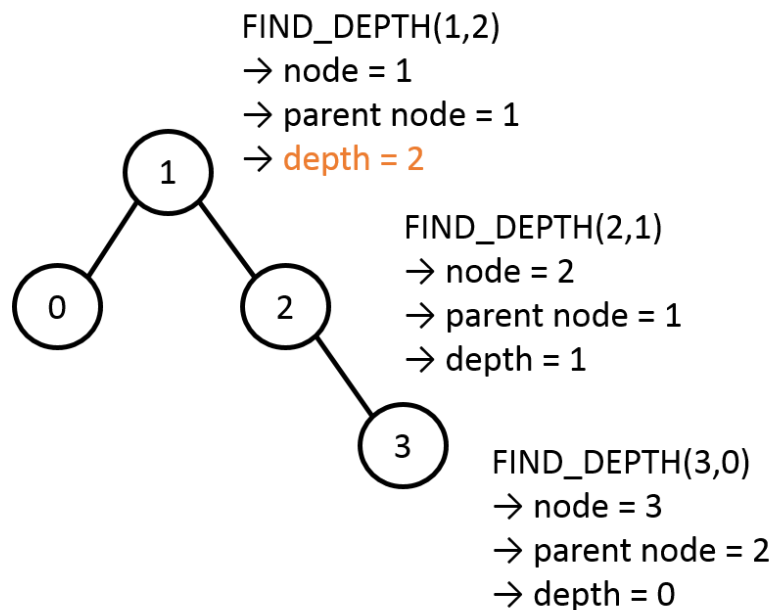 FIND_DEPTH(1,2)
→ node = 1
→ parent node = 1
→ depth = 2
1
FIND_DEPTH(2,1)
→ node = 2
→ parent node = 1
→ depth = 1
0
2
3
FIND_DEPTH(3,0)
→ node = 3
→ parent node = 2
→ depth = 0